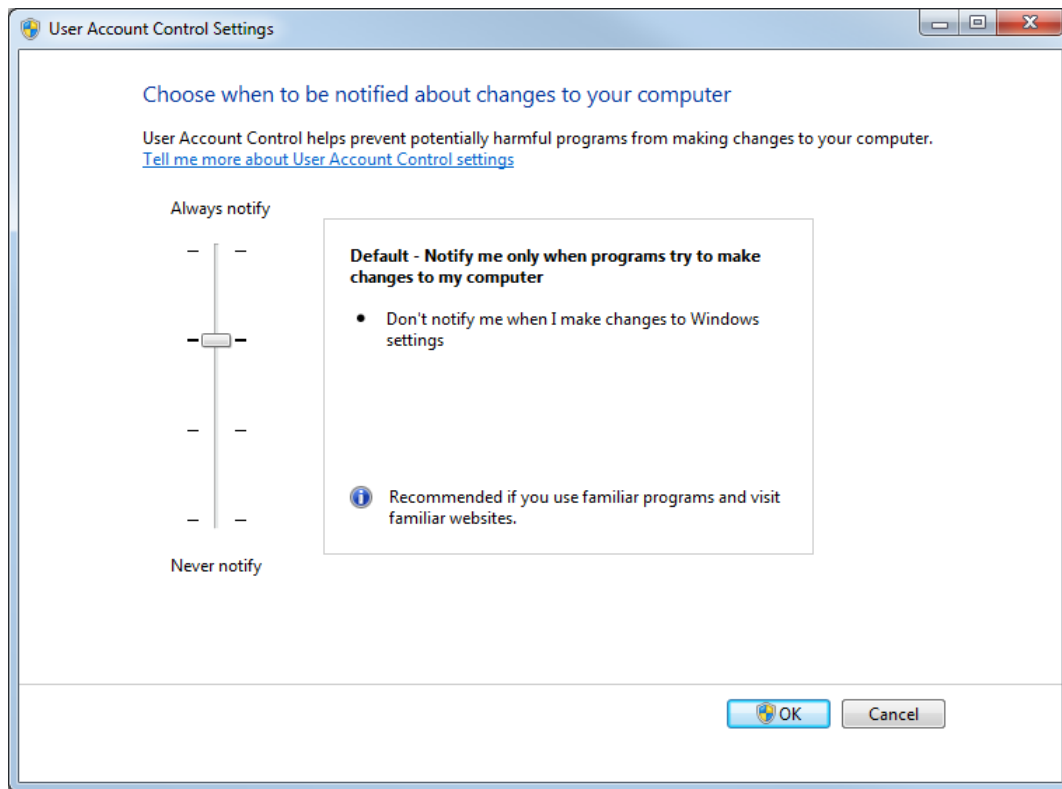 User Account Control Settings
Choose when to be notified about changes to your computer
User Account Control helps prevent potentially harmful programs from making changes to your computer.
Tell me more about User Account Control settings
Always notify
Default - Notify me only when programs try to make
changes to my computer
Don't notify me when I make changes to Windows
settings
Recommended if you use familiar programs and visit
familiar websites.
Never notify
OK
Cancel